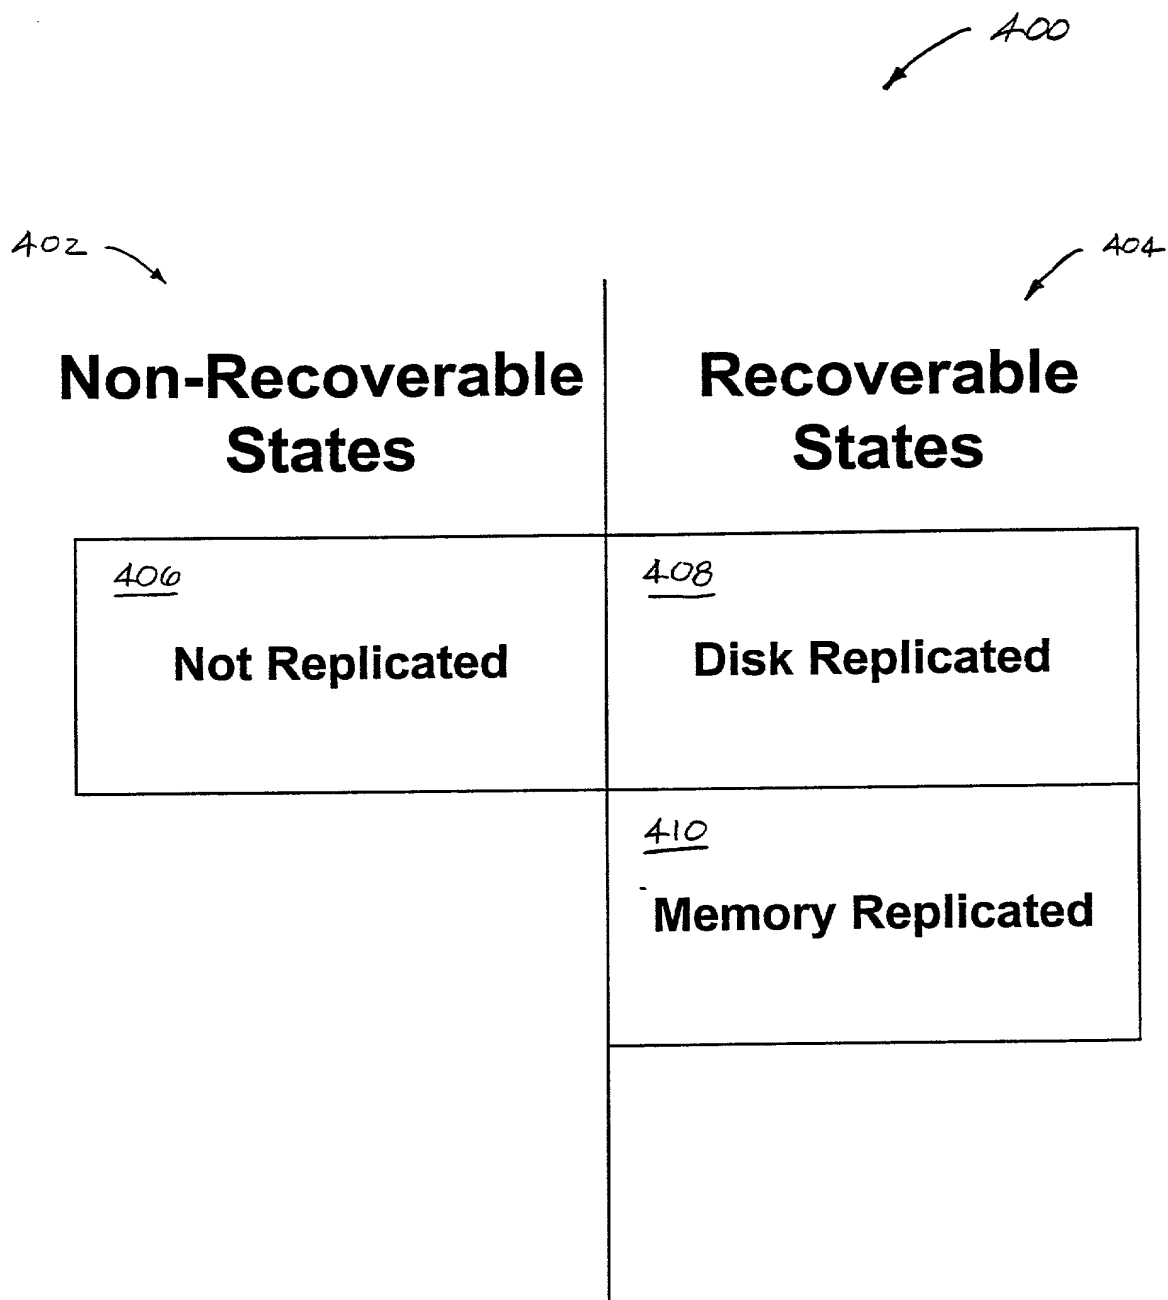 400
402
404
Non-Recoverable
States
Recoverable
States
406
Not Replicated
408
Disk Replicated
410
Memory Replicated